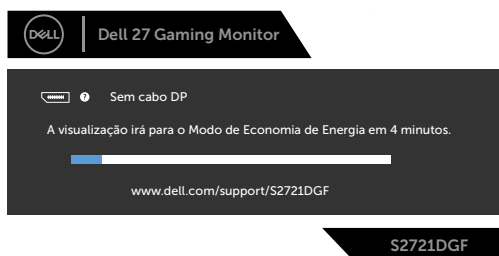 DELL
Dell 27 Gaming Monitor
? Sem cabo DP
A visualização irá para o Modo de Economia de Energia em 4 minutos.
www.dell.com/support/S2721DGF
S2721DGF